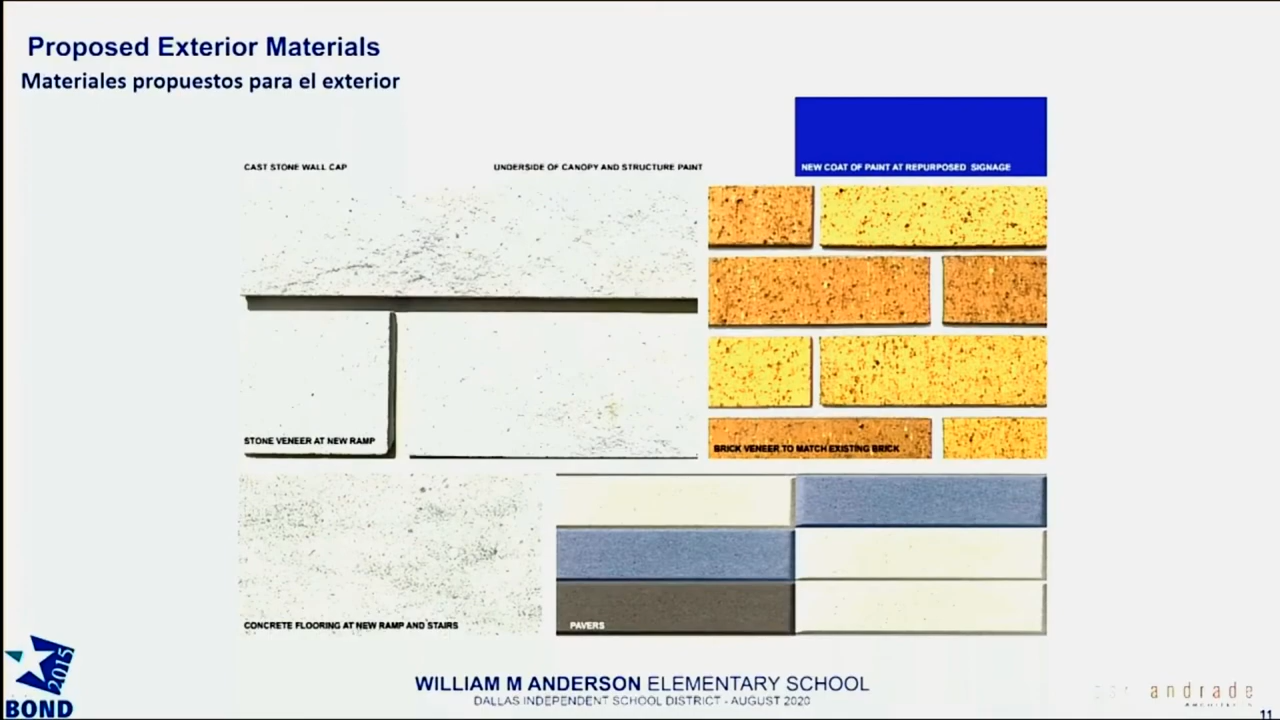 Proposed Exterior Materials
Materiales propuestos para el exterior
CAST STONE WALL CAP
UNDERSIDE OF CANOPY AND STRUCTURE PAINT
NEW COAT OF PAINT AT REPURPOSED SIGNAGE
STONE VENEER AT NEW RAMP
BRICK VENEER TO MATCH EXISTING BRICK
CONCRETE FLOORING AT NEW RAMP AND STAIRS
PAVERS
2015
BOND
WILLIAM M ANDERSON ELEMENTARY SCHOOL
DALLAS INDEPENDENT SCHOOL DISTRICT - AUGUST 2020
andrade
11